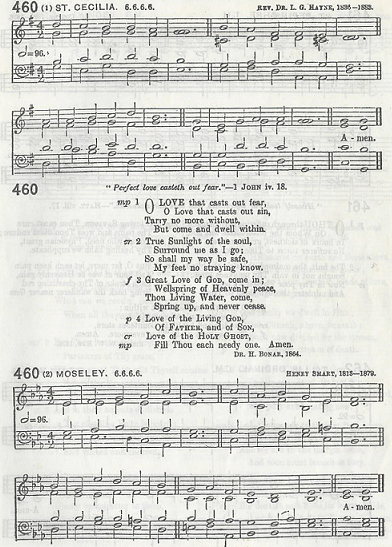 460 (1) ST. CECILIA. 6.6.6.6. REV. DR. L. G. HAYNE, 1836–1883.
=96.
A - men.
460
"Perfect love casteth out fear."—1 JOHN iv. 18.
mp 1 O LOVE that casts out fear,
O Love that casts out sin,
Tarry no more without,
But come and dwell within.
cr 2 True Sunlight of the soul,
Surround me as I go;
So shall my way be safe,
My feet no straying know.
f 3 Great Love of God, come in;
Wellspring of Heavenly peace,
Thou Living Water, come,
Spring up, and never cease.
p 4 Love of the Living God,
Of FATHER, and of SON,
cr Love of the HOLY GHOST,
mp Fill Thou each needy one. Amen.
DR. H. BONAR, 1864.
460 (2) MOSELEY. 6.6.6.6. HENRY SMART, 1813–1879.
=96.
A - men.